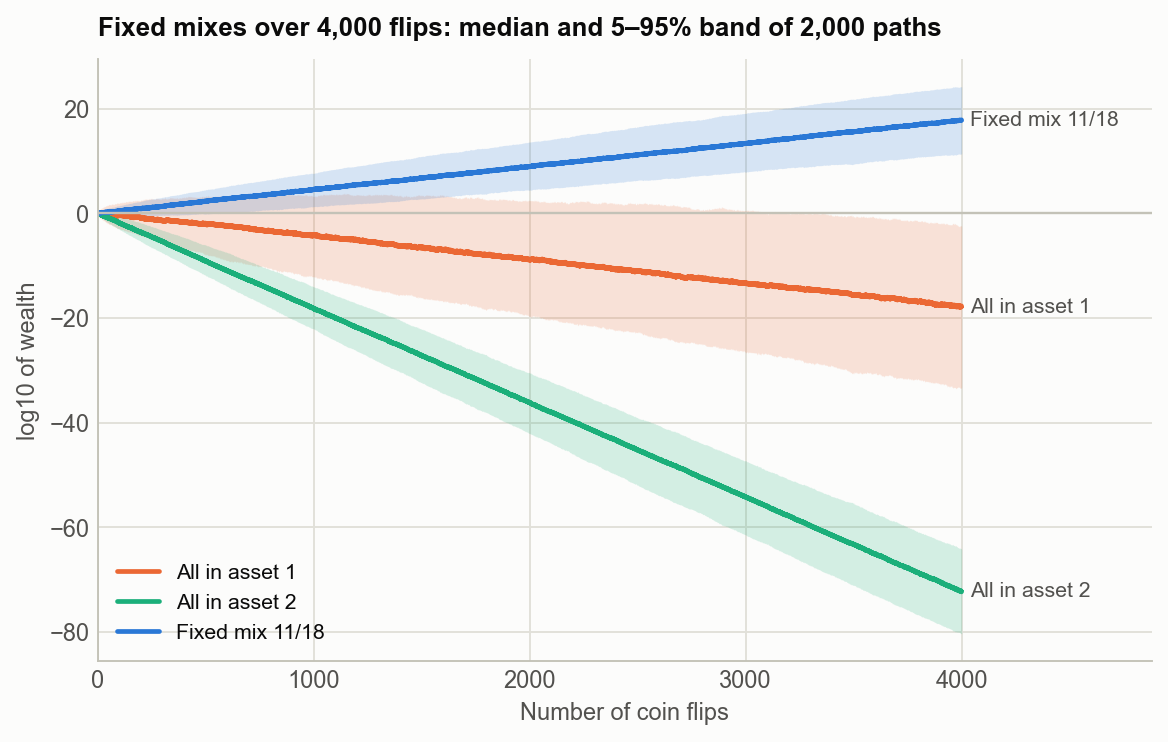 Fixed mixes over 4,000 flips: median and 5–95% band of 2,000 paths
20
0
−20
−40
−60
−80
log10 of wealth
Fixed mix 11/18
All in asset 1
All in asset 2
All in asset 1
All in asset 2
Fixed mix 11/18
0
1000
2000
3000
4000
Number of coin flips